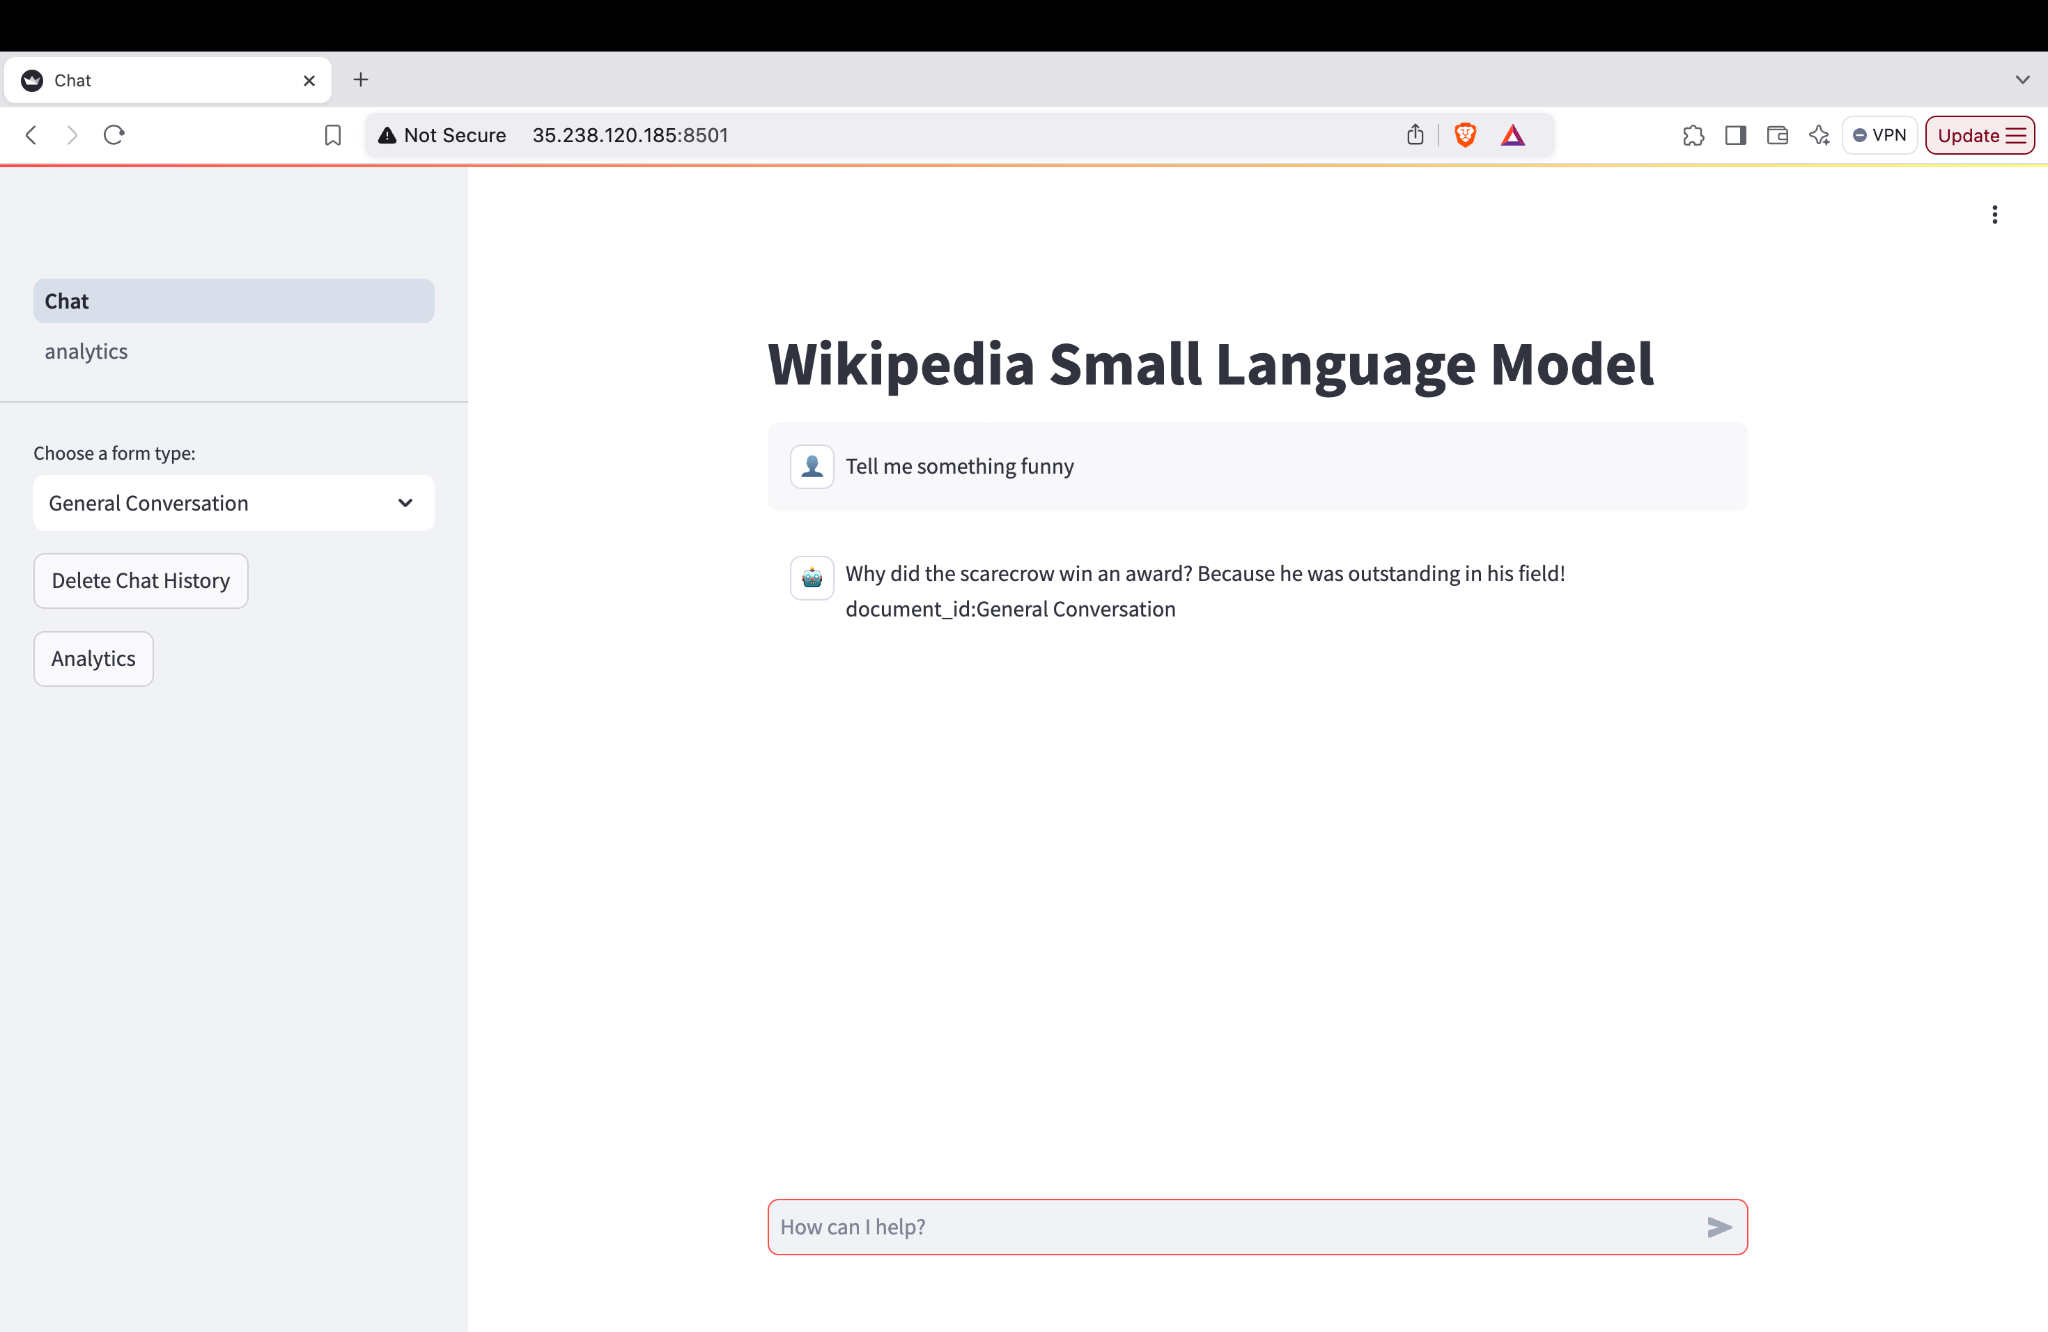 Chat
Not Secure 35.238.120.185:8501
VPN
Update
Chat
analytics
Choose a form type:
General Conversation
Delete Chat History
Analytics
Wikipedia Small Language Model
Tell me something funny
Why did the scarecrow win an award? Because he was outstanding in his field!
document_id:General Conversation
How can I help?